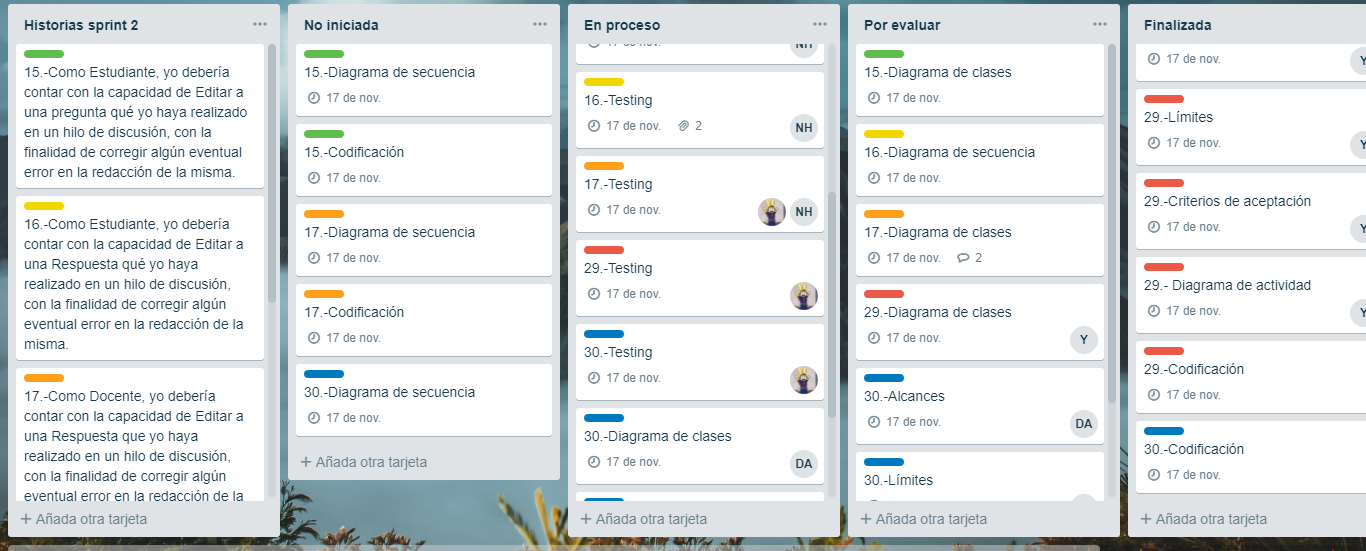 Historias sprint 2
15.-Como Estudiante, yo debería
contar con la capacidad de Editar a
una pregunta qué yo haya realizado
en un hilo de discusión, con la
finalidad de corregir algún eventual
error en la redacción de la misma.
16.-Como Estudiante, yo debería
contar con la capacidad de Editar a
una Respuesta qué yo haya
realizado en un hilo de discusión,
con la finalidad de corregir algún
eventual error en la redacción de la
misma.
17.-Como Docente, yo debería
contar con la capacidad de Editar a
una Respuesta que yo haya
realizado en un hilo de discusión,
con la finalidad de corregir algún
eventual error en la redacción de la
+ Añada otra tarjeta
No iniciada
15.-Diagrama de secuencia
17 de nov.
15.-Codificación
17 de nov.
17.-Diagrama de secuencia
17 de nov.
17.-Codificación
17 de nov.
30.-Diagrama de secuencia
17 de nov.
+ Añada otra tarjeta
En proceso
17 de nov.
NH
16.-Testing
17 de nov. 2
NH
17.-Testing
17 de nov.
NH
29.-Testing
17 de nov.
30.-Testing
17 de nov.
30.-Diagrama de clases
17 de nov.
DA
+ Añada otra tarjeta
Por evaluar
15.-Diagrama de clases
17 de nov.
16.-Diagrama de secuencia
17 de nov.
17.-Diagrama de clases
17 de nov. 2
29.-Diagrama de clases
17 de nov.
Y
30.-Alcances
17 de nov.
DA
30.-Límites
+ Añada otra tarjeta
Finalizada
17 de nov.
Y
29.-Límites
17 de nov.
Y
29.-Criterios de aceptación
17 de nov.
Y
29.- Diagrama de actividad
17 de nov.
Y
29.-Codificación
17 de nov.
30.-Codificación
17 de nov.
+ Añada otra tarjeta